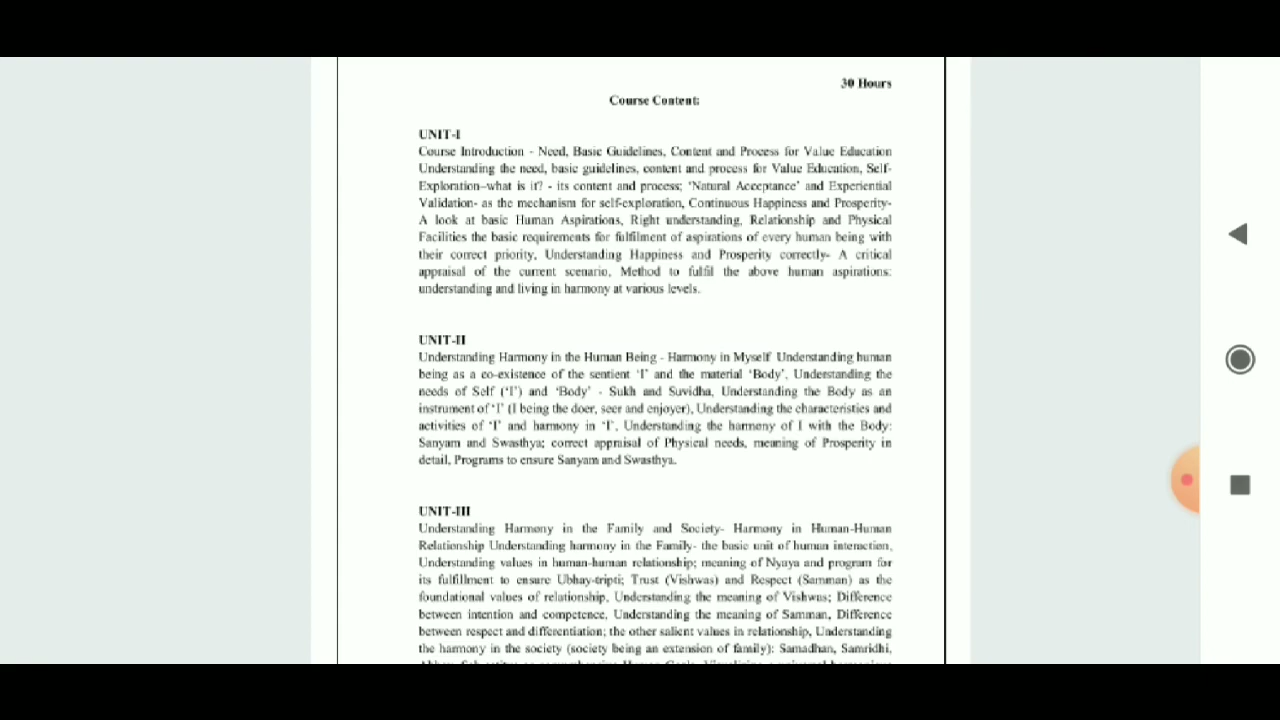 30 Hours
Course Content:
UNIT-I
Course Introduction - Need, Basic Guidelines, Content and Process for Value Education
Understanding the need, basic guidelines, content and process for Value Education, Self-
Exploration–what is it? - its content and process; ‘Natural Acceptance’ and Experiential
Validation- as the mechanism for self-exploration, Continuous Happiness and Prosperity-
A look at basic Human Aspirations, Right understanding, Relationship and Physical
Facilities the basic requirements for fulfilment of aspirations of every human being with
their correct priority, Understanding Happiness and Prosperity correctly- A critical
appraisal of the current scenario, Method to fulfil the above human aspirations:
understanding and living in harmony at various levels.
UNIT-II
Understanding Harmony in the Human Being - Harmony in Myself Understanding human
being as a co-existence of the sentient ‘I’ and the material ‘Body’, Understanding the
needs of Self (‘I’) and ‘Body’ - Sukh and Suvidha, Understanding the Body as an
instrument of ‘I’ (I being the doer, seer and enjoyer), Understanding the characteristics and
activities of ‘I’ and harmony in ‘I’, Understanding the harmony of I with the Body:
Sanyam and Swasthya; correct appraisal of Physical needs, meaning of Prosperity in
detail, Programs to ensure Sanyam and Swasthya.
UNIT-III
Understanding Harmony in the Family and Society- Harmony in Human-Human
Relationship Understanding harmony in the Family- the basic unit of human interaction,
Understanding values in human-human relationship; meaning of Nyaya and program for
its fulfillment to ensure Ubhay-tripti; Trust (Vishwas) and Respect (Samman) as the
foundational values of relationship, Understanding the meaning of Vishwas; Difference
between intention and competence, Understanding the meaning of Samman, Difference
between respect and differentiation; the other salient values in relationship, Understanding
the harmony in the society (society being an extension of family): Samadhan, Samridhi,